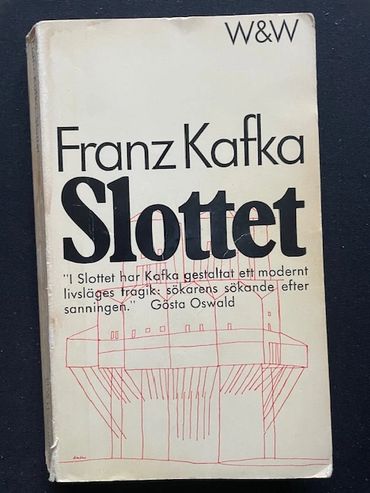 W&W
Franz Kafka
Slottet
"I Slottet har Kafka gestaltat ett modernt
livsläges tragik: sökarens sökande efter
sanningen." Gösta Oswald